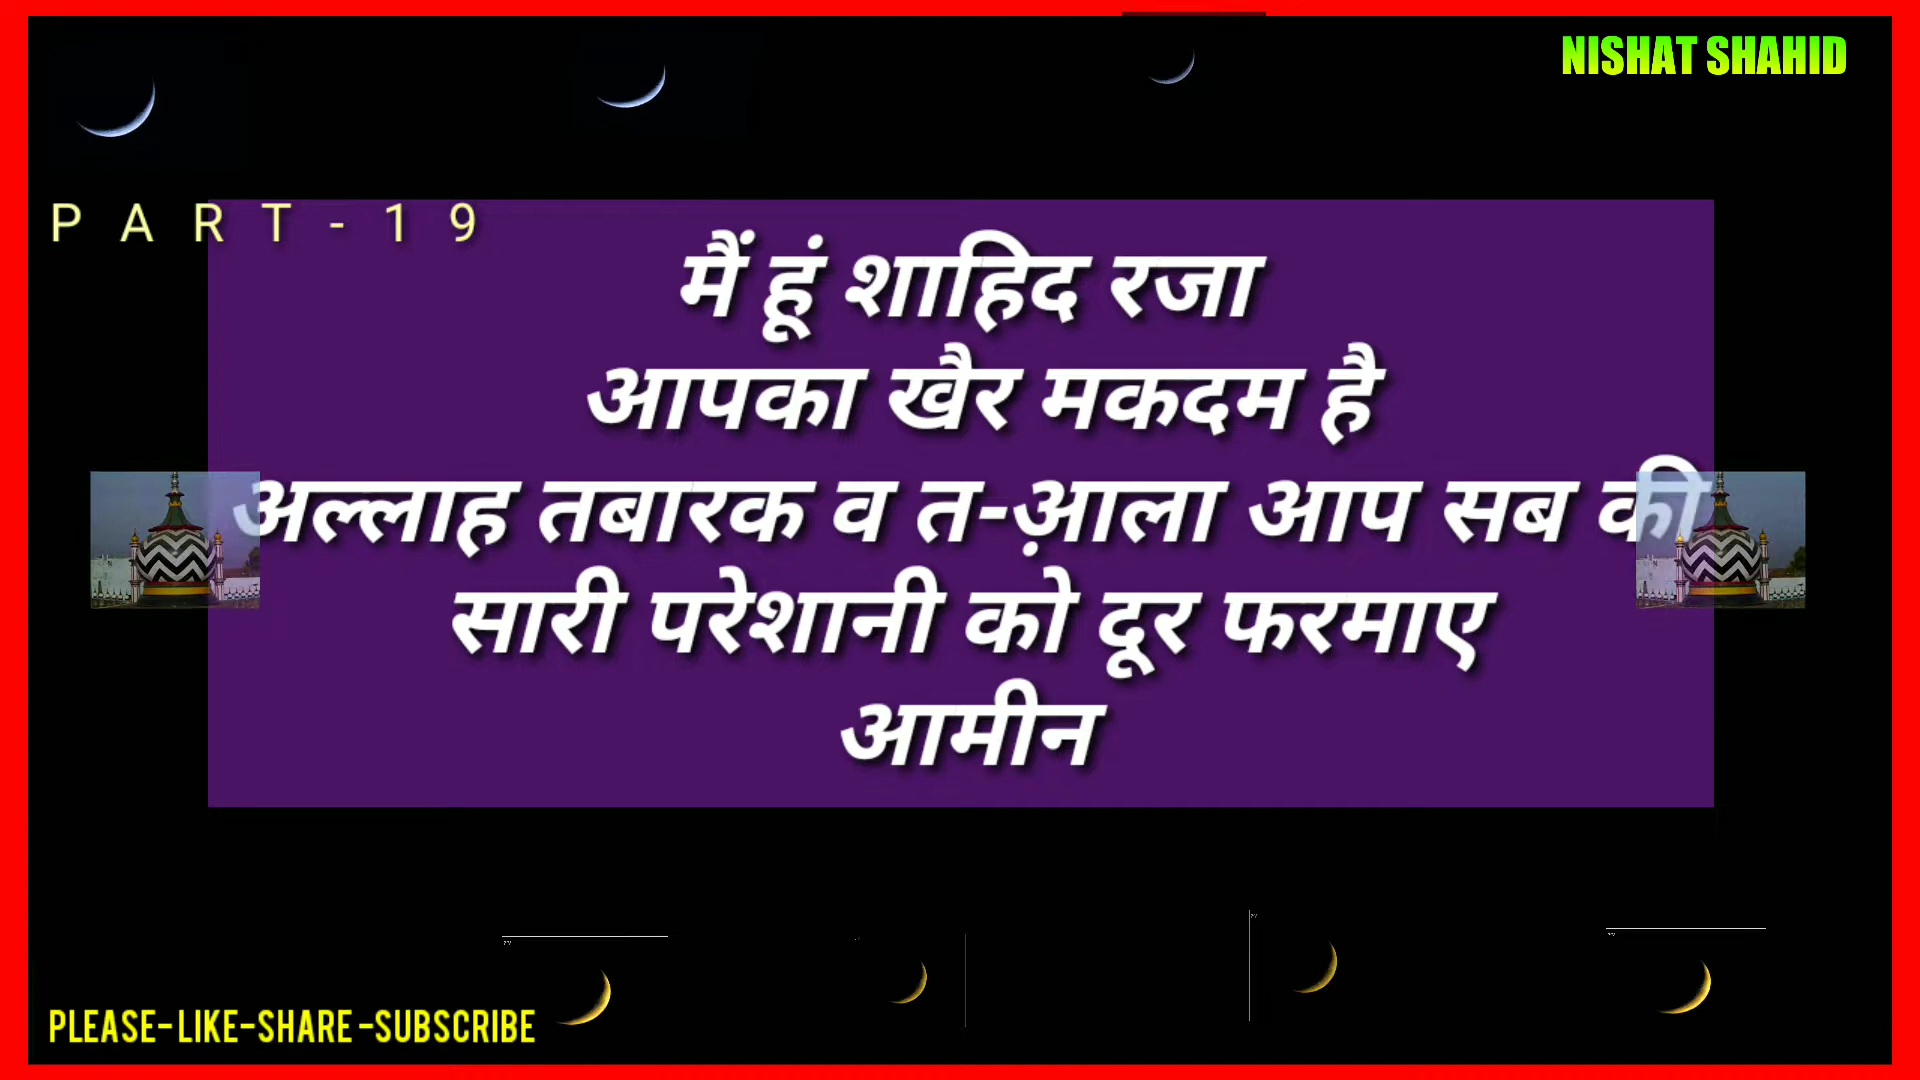 NISHAT SHAHID
PART-19
मैं हूं शाहिद रजा
आपका खैर मकदम है
अल्लाह तबारक व त-आ़ला आप सब की
सारी परेशानी को दूर फरमाए
आमीन
PLEASE-LIKE-SHARE-SUBSCRIBE